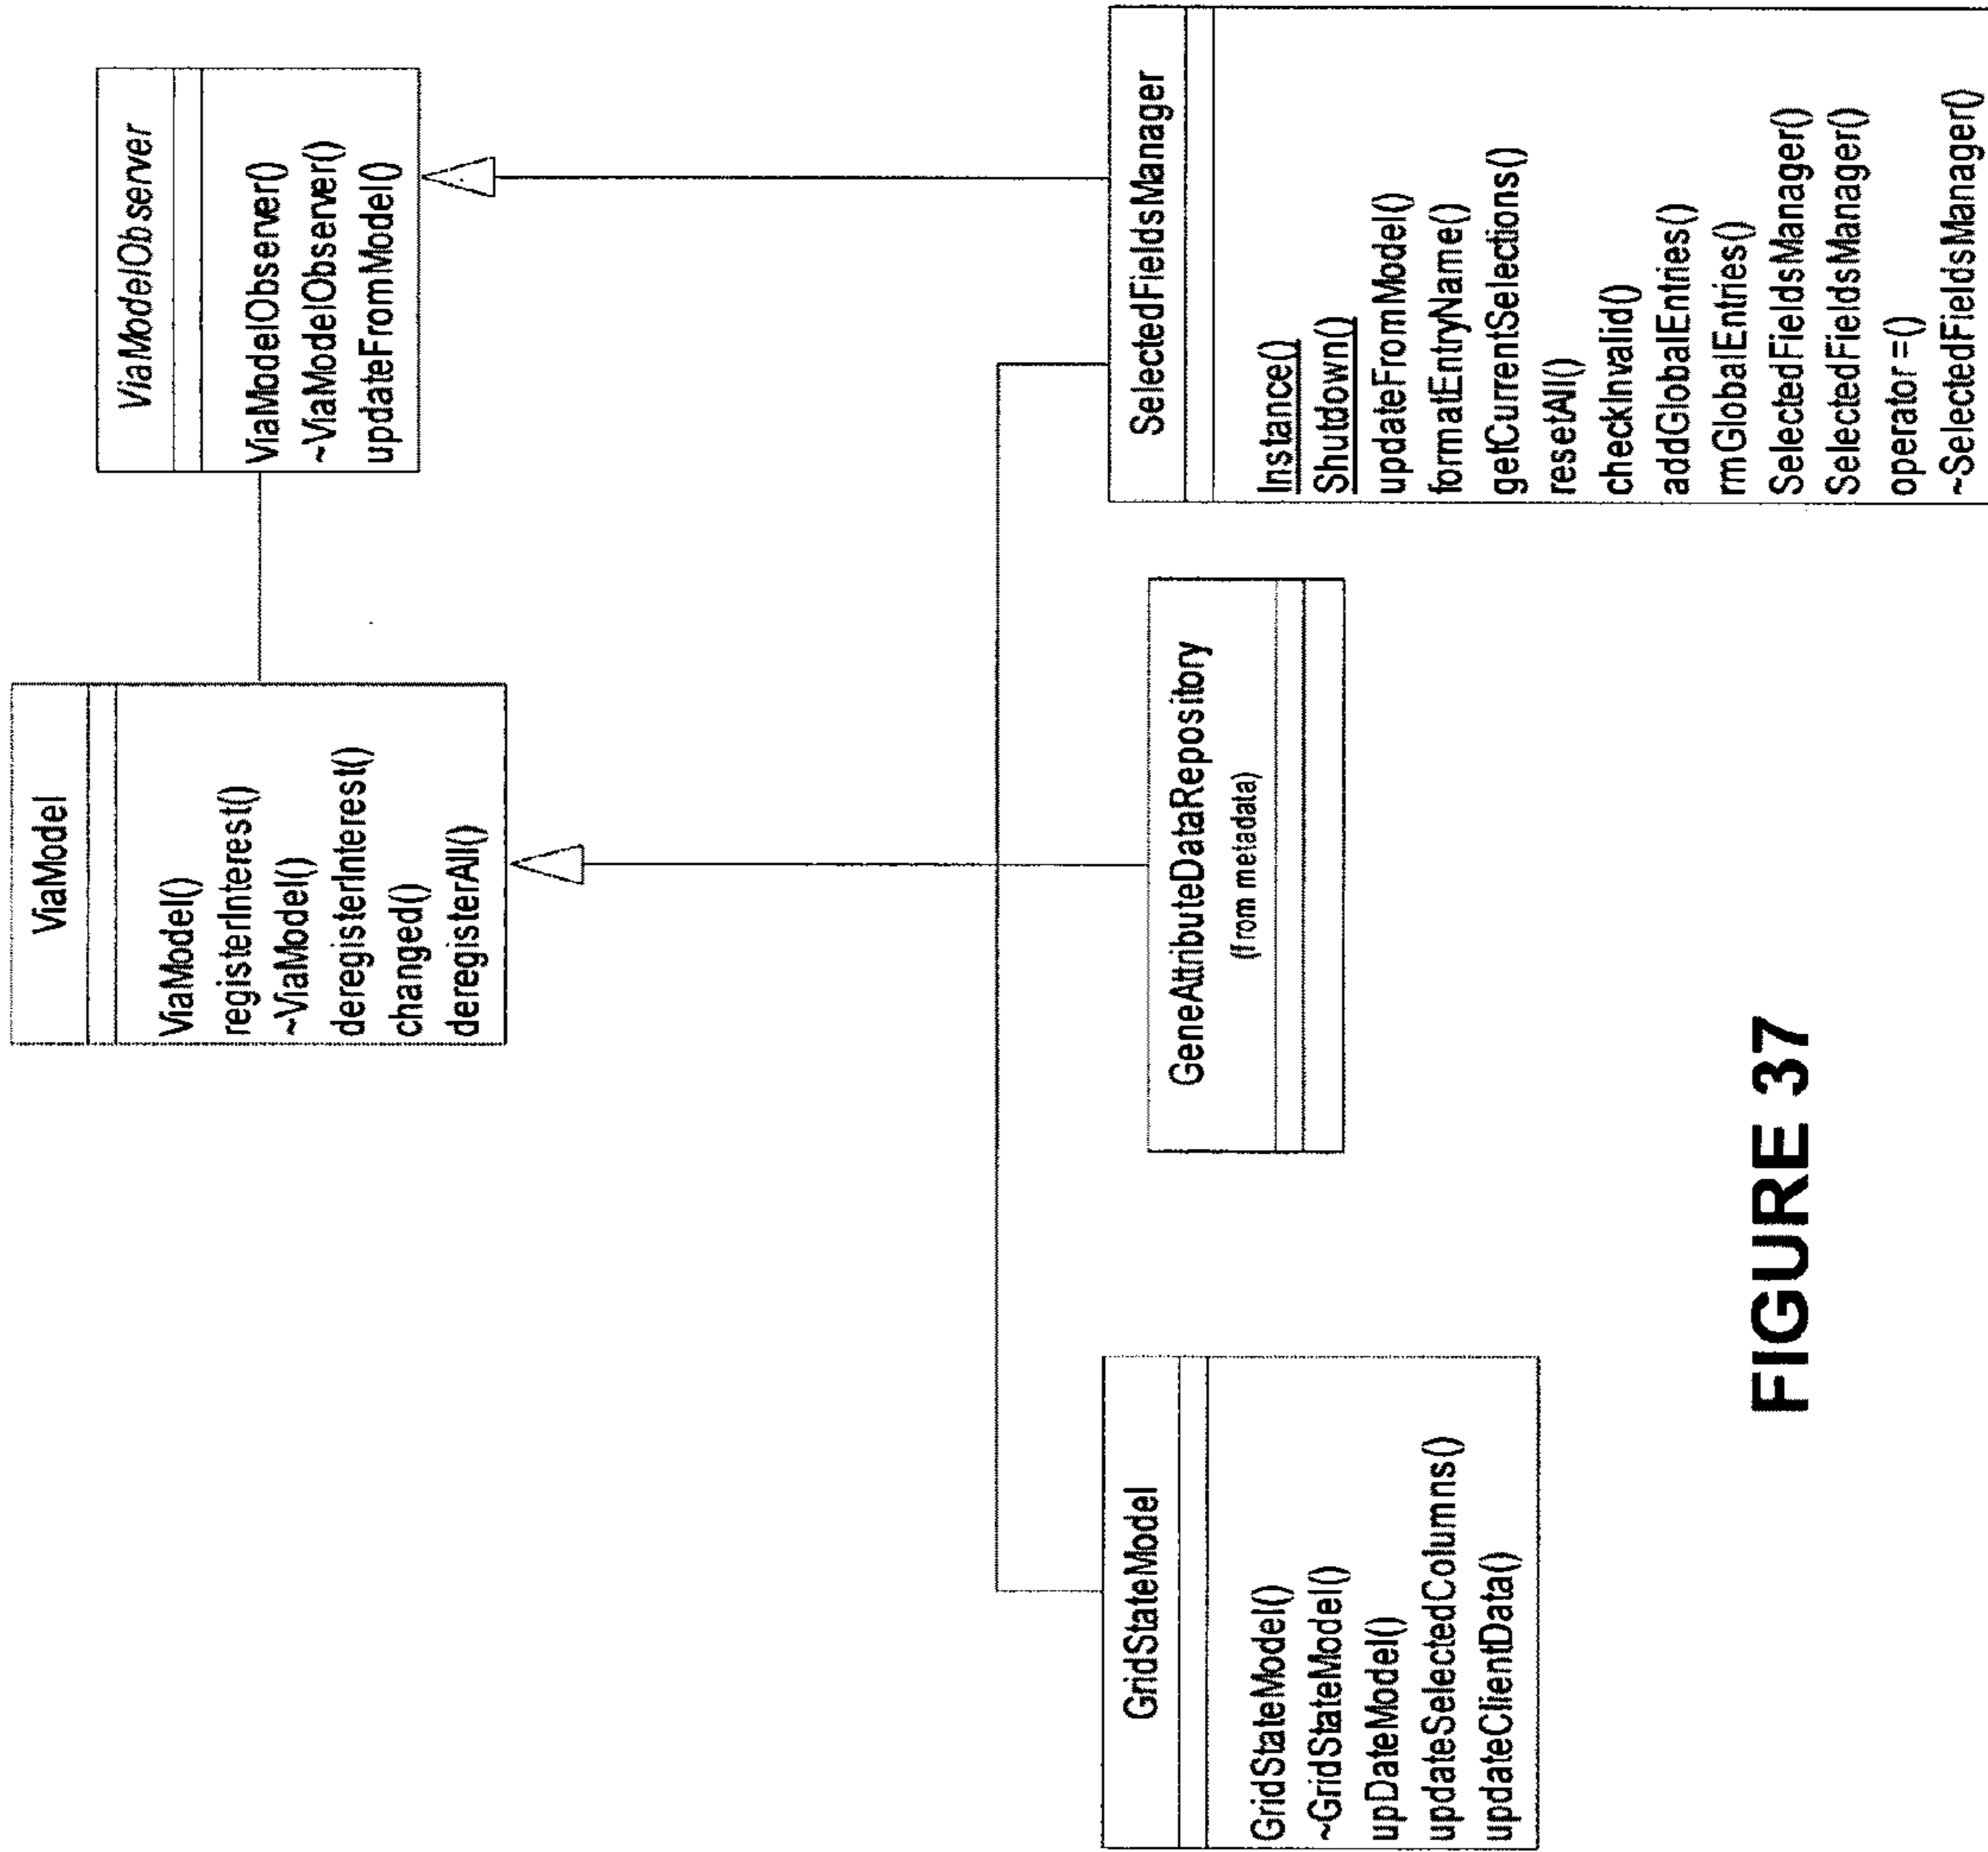 ViaModel
ViaModel()
registerInterest()
~ViaModel()
deregisterInterest()
changed()
deregisterAll()
ViaModelObserver
ViaModelObserver()
~ViaModelObserver()
updateFromModel()
GridStateModel
GridStateModel()
~GridStateModel()
upDateModel()
updateSelectedColumns()
updateClientData()
GeneAttributeDataRepository
(from metadata)
SelectedFieldsManager
Instance()
Shutdown()
updateFromModel()
formatEntryName()
getCurrentSelections()
resetAll()
checkInvalid()
addGlobalEntries()
rmGlobalEntries()
SelectedFieldsManager()
SelectedFieldsManager()
operator=()
~SelectedFieldsManager()
FIGURE 37